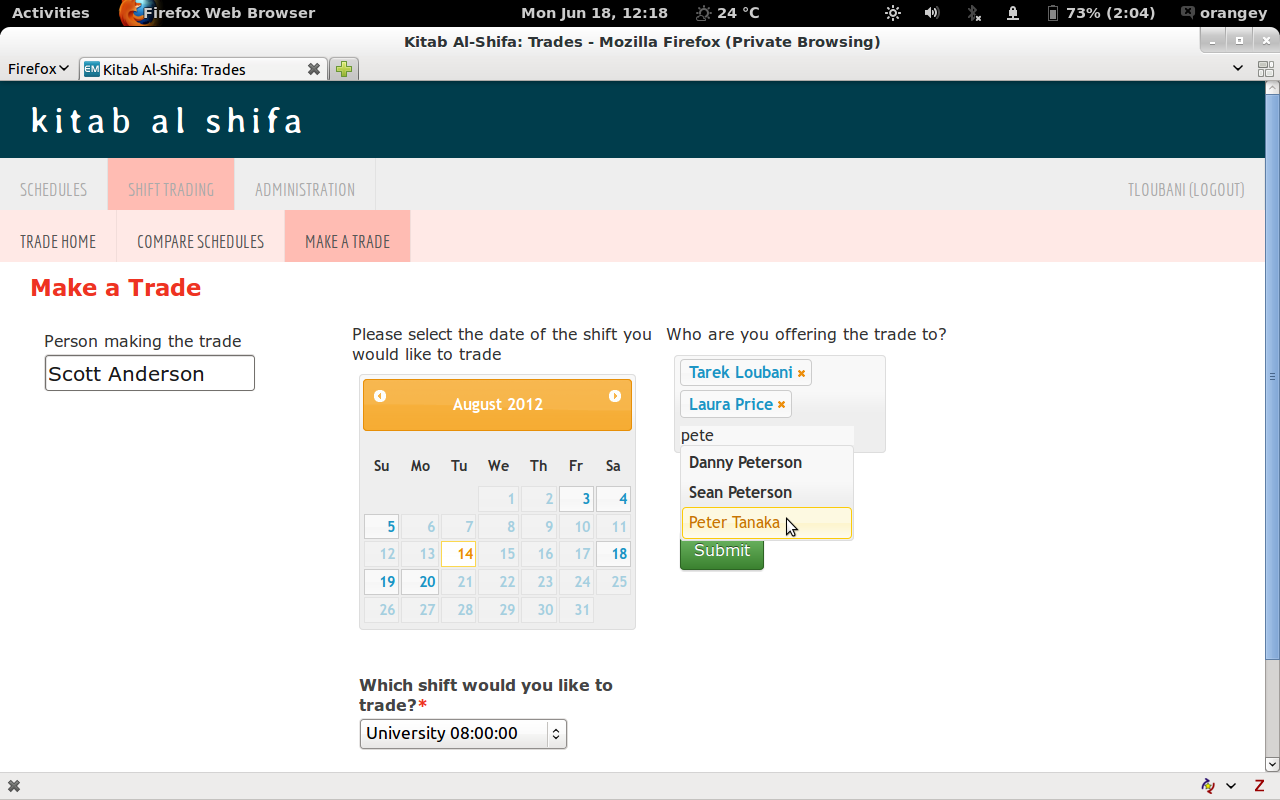 Activities Firefox Web Browser Mon Jun 18, 12:18 24 °C 73% (2:04) orangey
Kitab Al-Shifa: Trades - Mozilla Firefox (Private Browsing)
Firefox EM Kitab Al-Shifa: Trades
kitab al shifa
SCHEDULES SHIFT TRADING ADMINISTRATION TLOUBANI (LOGOUT)
TRADE HOME COMPARE SCHEDULES MAKE A TRADE
Make a Trade
Person making the trade
Scott Anderson
Please select the date of the shift you
would like to trade
August 2012
Su Mo Tu We Th Fr Sa
1 2 3 4
5 6 7 8 9 10 11
12 13 14 15 16 17 18
19 20 21 22 23 24 25
26 27 28 29 30 31
Which shift would you like to
trade?*
University 08:00:00
Who are you offering the trade to?
Tarek Loubani ×
Laura Price ×
pete
Danny Peterson
Sean Peterson
Peter Tanaka
Submit
Z